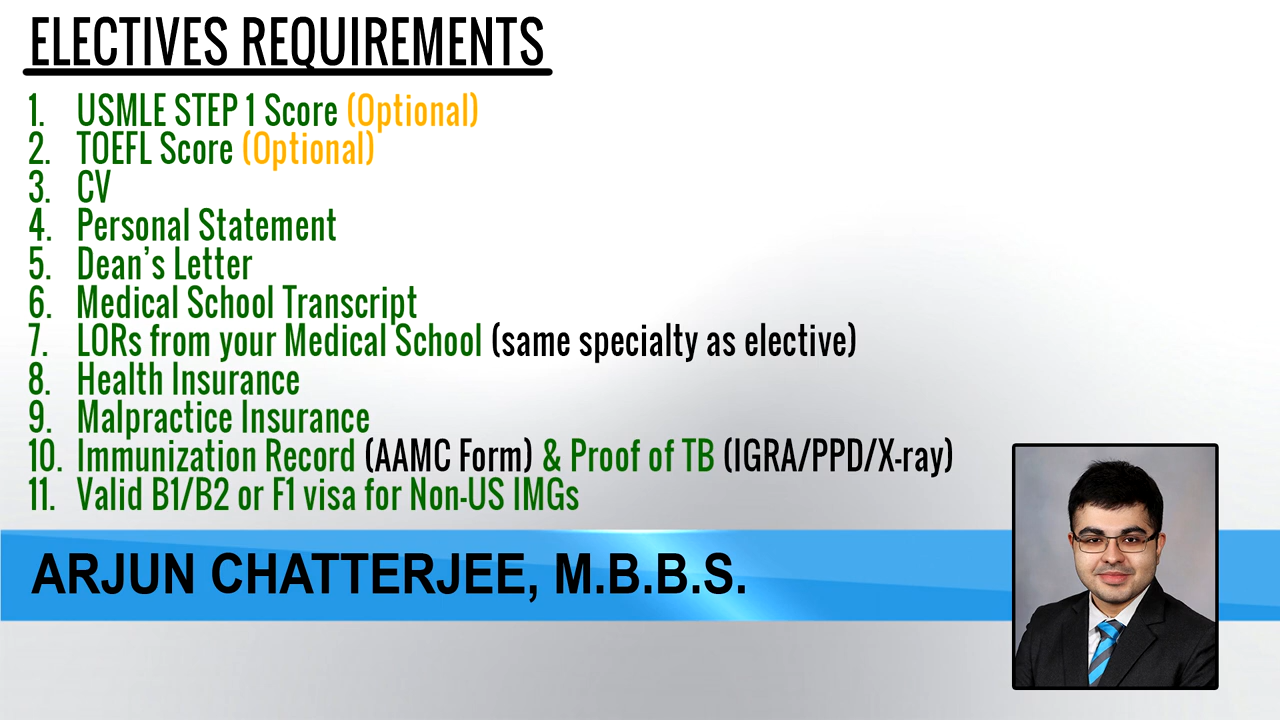 ELECTIVES REQUIREMENTS
1. USMLE STEP 1 Score (Optional)
2. TOEFL Score (Optional)
3. CV
4. Personal Statement
5. Dean’s Letter
6. Medical School Transcript
7. LORs from your Medical School (same specialty as elective)
8. Health Insurance
9. Malpractice Insurance
10. Immunization Record (AAMC Form) & Proof of TB (IGRA/PPD/X-ray)
11. Valid B1/B2 or F1 visa for Non-US IMGs
ARJUN CHATTERJEE, M.B.B.S.